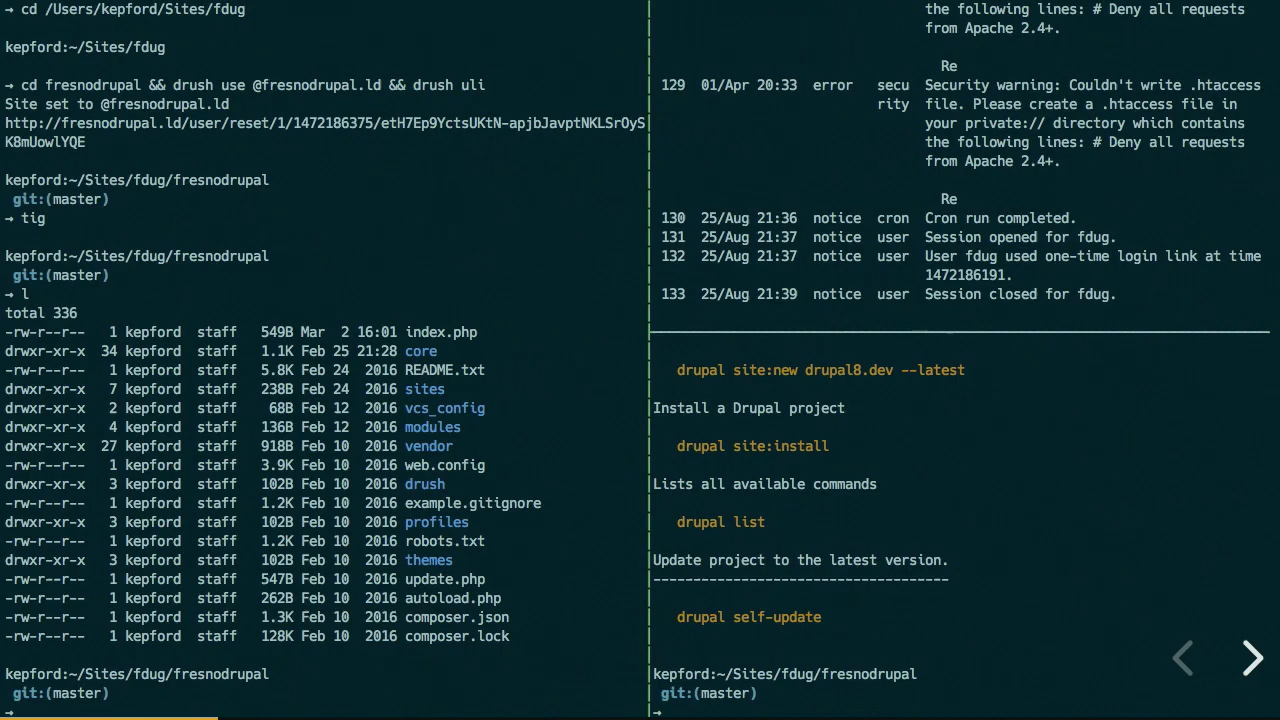 → cd /Users/kepford/Sites/fdug
kepford:~/Sites/fdug
→ cd fresnodrupal && drush use @fresnodrupal.ld && drush uli
Site set to @fresnodrupal.ld
http://fresnodrupal.ld/user/reset/1/1472186375/etH7Ep9YctsUKtN-apjbJavptNKLSrOyS
K8mUowlYQE
kepford:~/Sites/fdug/fresnodrupal
git:(master)
→ tig
kepford:~/Sites/fdug/fresnodrupal
git:(master)
→ l
total 336
-rw-r--r-- 1 kepford staff 549B Mar 2 16:01 index.php
drwxr-xr-x 34 kepford staff 1.1K Feb 25 21:28 core
-rw-r--r-- 1 kepford staff 5.8K Feb 24 2016 README.txt
drwxr-xr-x 7 kepford staff 238B Feb 24 2016 sites
drwxr-xr-x 2 kepford staff 68B Feb 12 2016 vcs_config
drwxr-xr-x 4 kepford staff 136B Feb 12 2016 modules
drwxr-xr-x 27 kepford staff 918B Feb 10 2016 vendor
-rw-r--r-- 1 kepford staff 3.9K Feb 10 2016 web.config
drwxr-xr-x 3 kepford staff 102B Feb 10 2016 drush
-rw-r--r-- 1 kepford staff 1.2K Feb 10 2016 example.gitignore
drwxr-xr-x 3 kepford staff 102B Feb 10 2016 profiles
-rw-r--r-- 1 kepford staff 1.2K Feb 10 2016 robots.txt
drwxr-xr-x 3 kepford staff 102B Feb 10 2016 themes
-rw-r--r-- 1 kepford staff 547B Feb 10 2016 update.php
-rw-r--r-- 1 kepford staff 262B Feb 10 2016 autoload.php
-rw-r--r-- 1 kepford staff 1.3K Feb 10 2016 composer.json
-rw-r--r-- 1 kepford staff 128K Feb 10 2016 composer.lock
kepford:~/Sites/fdug/fresnodrupal
git:(master)
→
the following lines: # Deny all requests
from Apache 2.4+.
Re
129 01/Apr 20:33 error secu Security warning: Couldn't write .htaccess
rity file. Please create a .htaccess file in
your private:// directory which contains
the following lines: # Deny all requests
from Apache 2.4+.
Re
130 25/Aug 21:36 notice cron Cron run completed.
131 25/Aug 21:37 notice user Session opened for fdug.
132 25/Aug 21:37 notice user User fdug used one-time login link at time
1472186191.
133 25/Aug 21:39 notice user Session closed for fdug.
drupal site:new drupal8.dev --latest
Install a Drupal project
drupal site:install
Lists all available commands
drupal list
Update project to the latest version.
-------------------------------------
drupal self-update
kepford:~/Sites/fdug/fresnodrupal
git:(master)
→